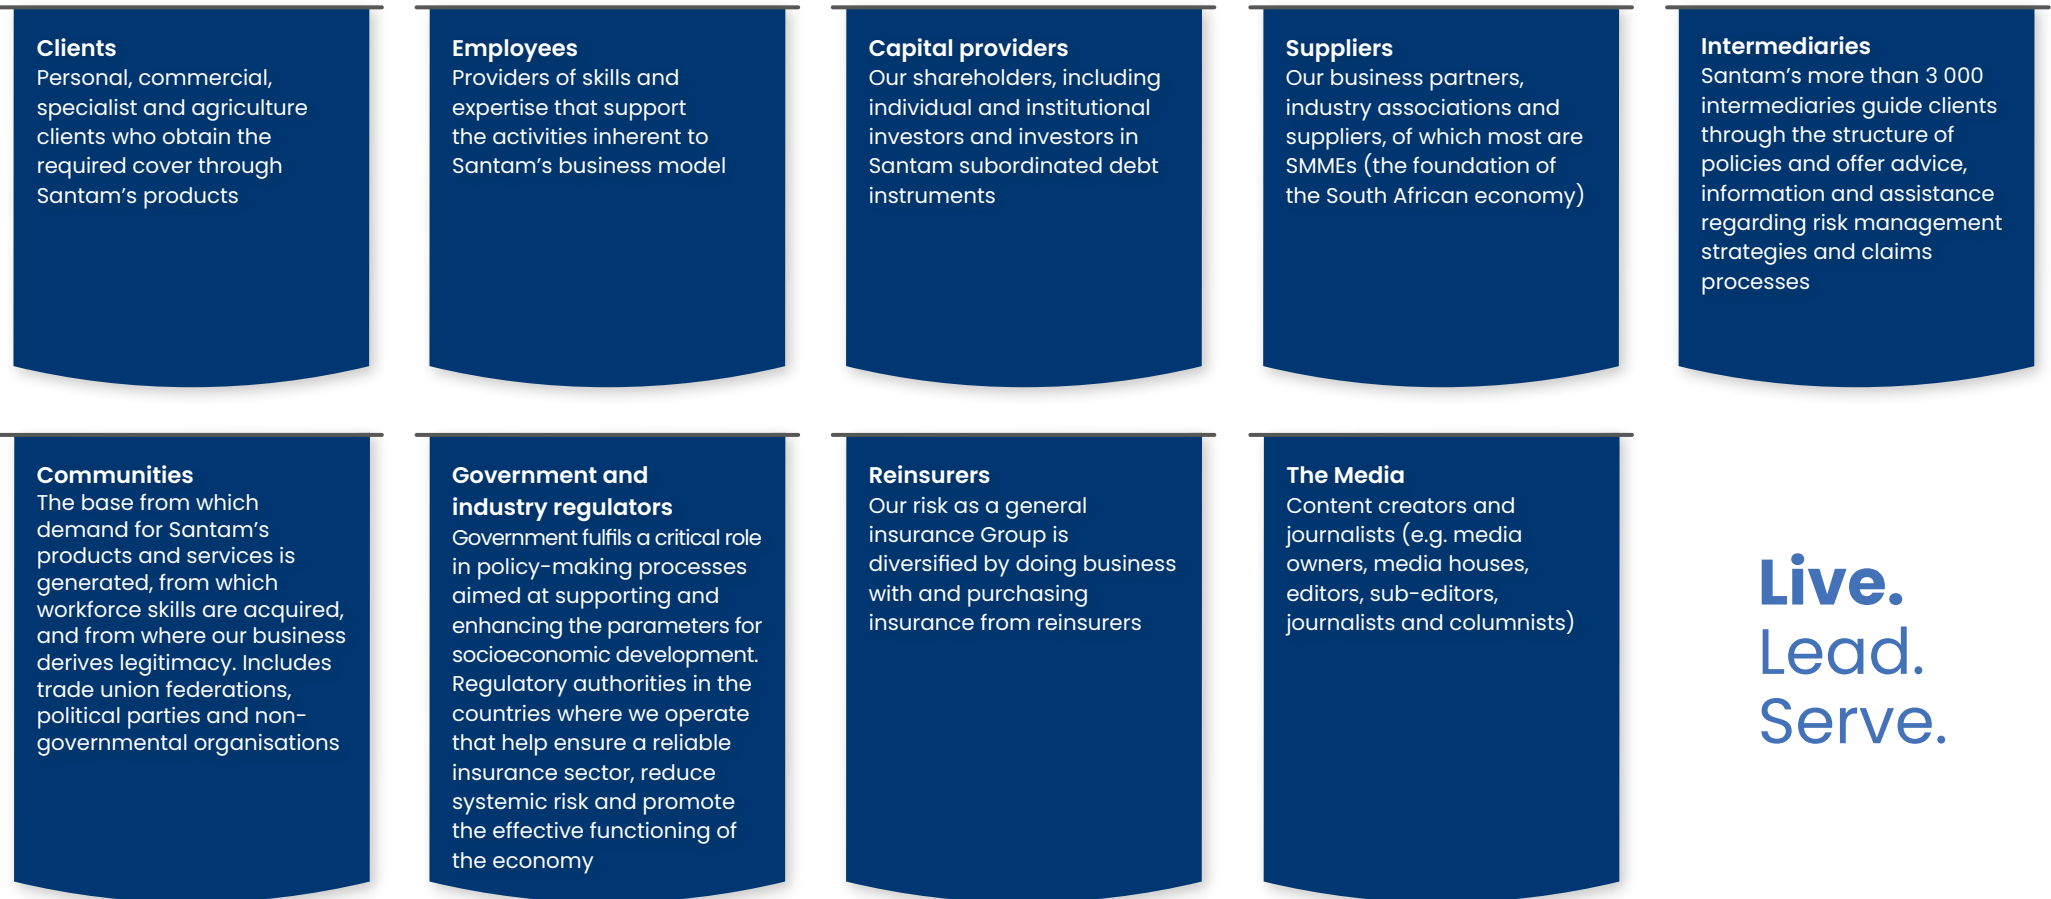 Clients
Personal, commercial,
specialist and agriculture
clients who obtain the
required cover through
Santam's products
Employees
Providers of skills and
expertise that support
the activities inherent to
Santam's business model
Capital providers
Our shareholders, including
individual and institutional
investors and investors in
Santam subordinated debt
instruments
Suppliers
Our business partners,
industry associations and
suppliers, of which most are
SMMEs (the foundation of
the South African economy)
Intermediaries
Santam's more than 3 000
intermediaries guide clients
through the structure of
policies and offer advice,
information and assistance
regarding risk management
strategies and claims
processes
Communities
The base from which
demand for Santam's
products and services is
generated, from which
workforce skills are acquired,
and from where our business
derives legitimacy. Includes
trade union federations,
political parties and non-
governmental organisations
Government and
industry regulators
Government fulfils a critical role
in policy-making processes
aimed at supporting and
enhancing the parameters for
socioeconomic development.
Regulatory authorities in the
countries where we operate
that help ensure a reliable
insurance sector, reduce
systemic risk and promote
the effective functioning of
the economy
Reinsurers
Our risk as a general
insurance Group is
diversified by doing business
with and purchasing
insurance from reinsurers
The Media
Content creators and
journalists (e.g. media
owners, media houses,
editors, sub-editors,
journalists and columnists)
Live.
Lead.
Serve.